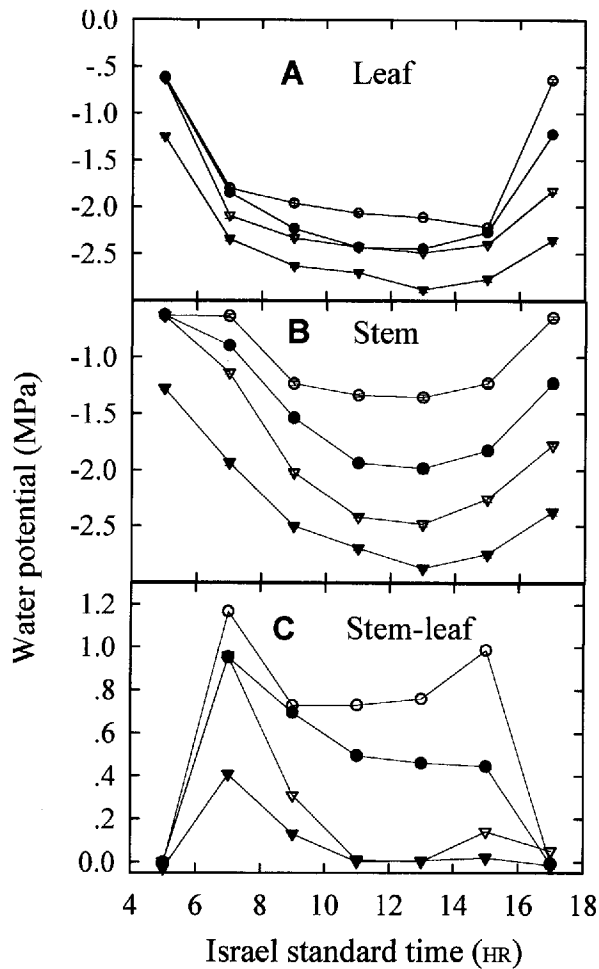 0.0
-.5
-1.0
-1.5
-2.0
-2.5
A Leaf
-1.0
-1.5
-2.0
-2.5
B Stem
Water potential (MPa)
1.2
1.0
.8
.6
.4
.2
0.0
C Stem-leaf
4 6 8 10 12 14 16 18
Israel standard time (HR)